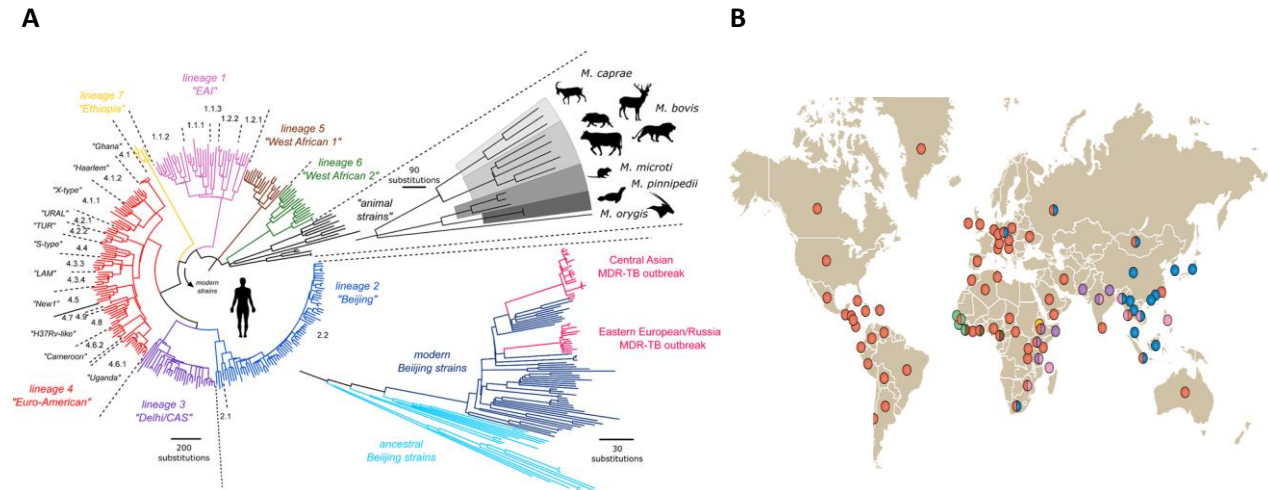 A
B
lineage 1
"EAI"
lineage 7
"Ethiopia"
1.1.3
1.1.1
1.2.2
1.1.2
1.2.1
lineage 5
"West African 1"
lineage 6
"West African 2"
90
substitutions
"animal
strains"
M. caprae
M. bovis
M. microti
M. pinnipedii
M. orygis
"Ghana"
4.1
"Haarlem"
4.1.2
"X-type"
4.1.1
"URAL"
4.2.1
"TUR"
4.2.2
"S-type"
4.4
4.3.3
"LAM"
4.3.4
"New1"
4.5
4.7
4.9
4.8
"H37Rv-like"
4.6.2
"Cameroon"
4.6.1
"Uganda"
lineage 4
"Euro-American"
lineage 3
"Delhi/CAS"
2.1
modern
strains
lineage 2
"Beijing"
2.2
200
substitutions
Central Asian
MDR-TB outbreak
Eastern European/Russia
MDR-TB outbreak
modern
Beiijing strains
ancestral
Beiijing strains
30
substitutions